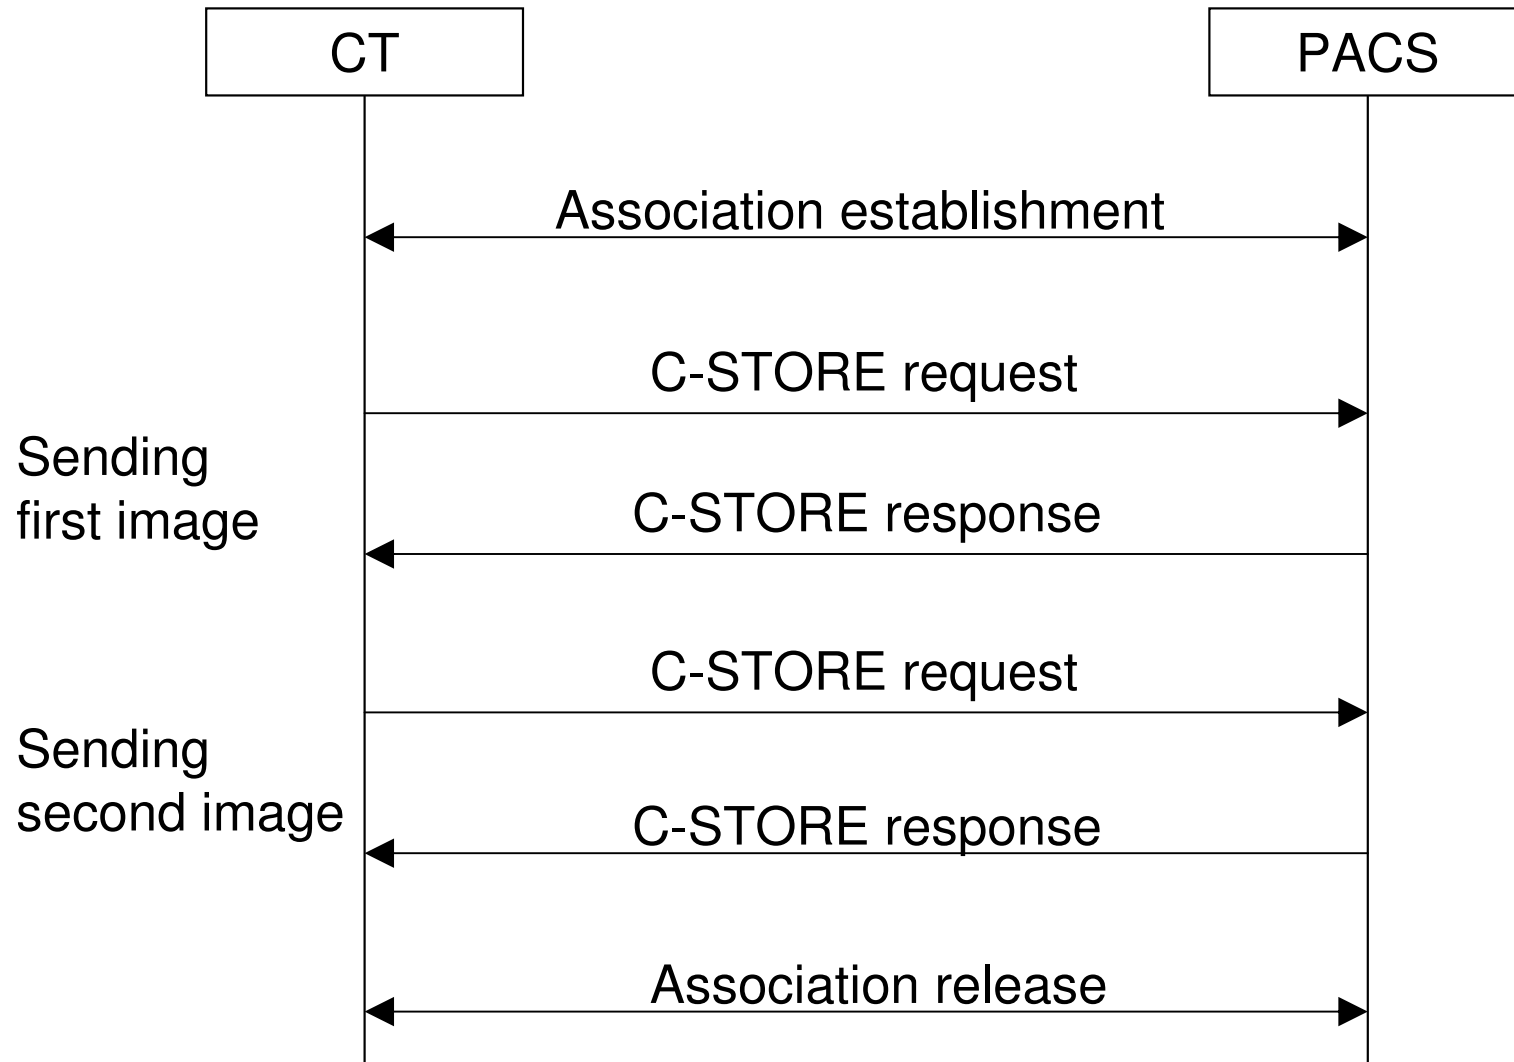 CT
PACS
Association establishment
C-STORE request
Sending
first image
C-STORE response
C-STORE request
Sending
second image
C-STORE response
Association release